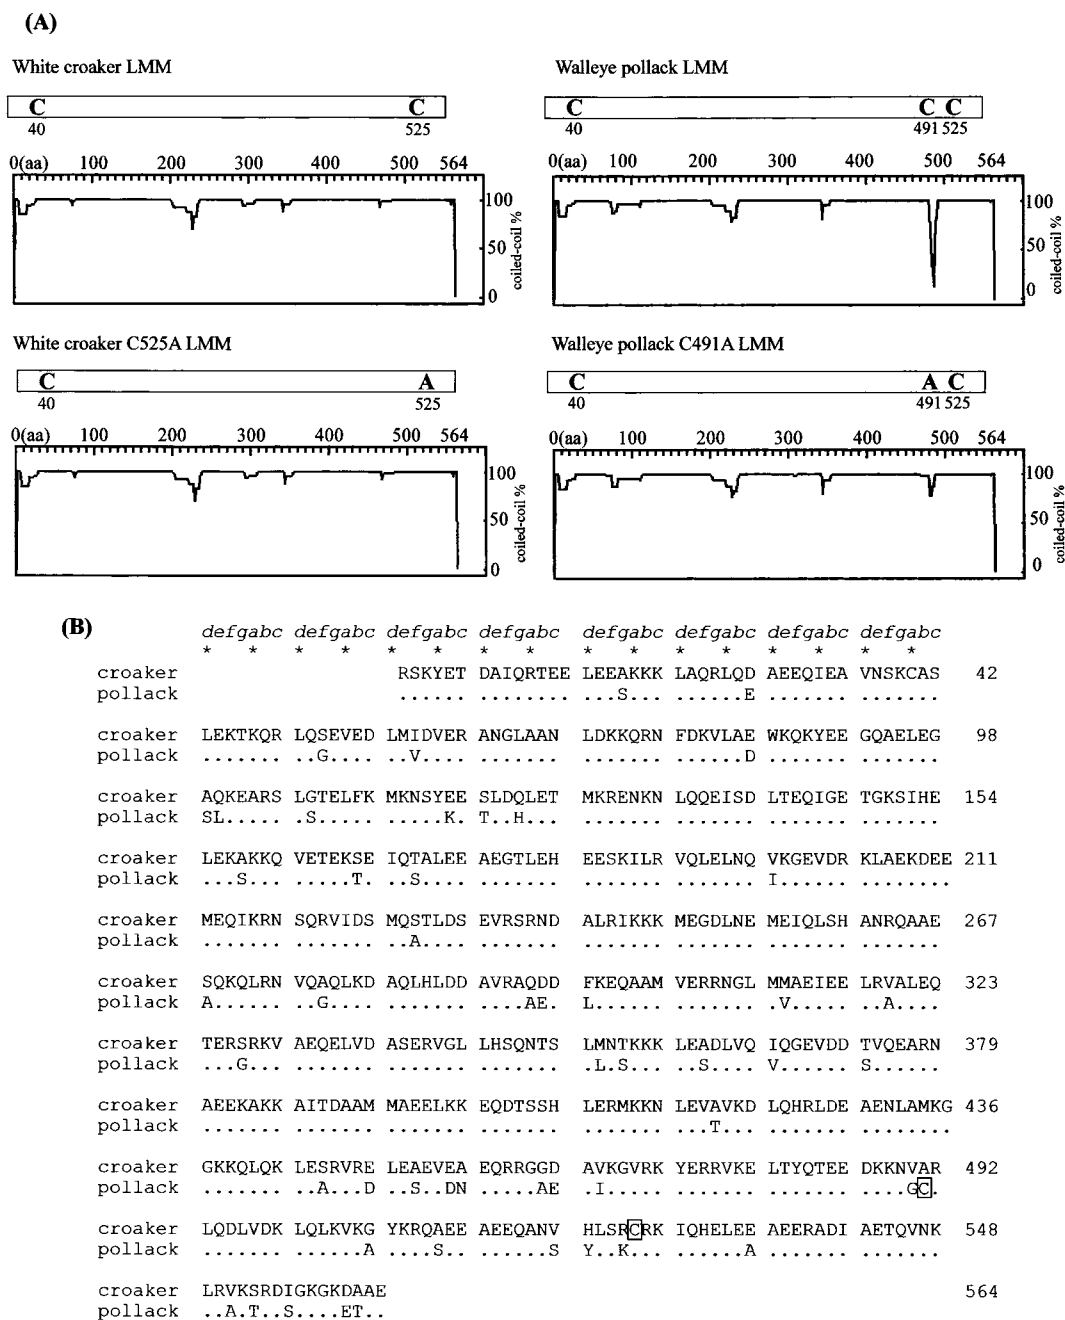 (A)
White croaker LMM
C C
40 525
0(aa) 100 200 300 400 500 564
100
50
0
coiled-coil %
Walleye pollack LMM
C C C
40 491 525
0(aa) 100 200 300 400 500 564
100
50
0
coiled-coil %
White croaker C525A LMM
C A
40 525
0(aa) 100 200 300 400 500 564
100
50
0
coiled-coil %
Walleye pollack C491A LMM
C A C
40 491 525
0(aa) 100 200 300 400 500 564
100
50
0
coiled-coil %
(B)
defgabc defgabc defgabc defgabc defgabc defgabc defgabc defgabc
* * * * * * * * * * * * * * * *
croaker RSKYET DAIQRTEE LEEAKKK LAQRLQD AEEQIEA VNSKCAS 42
pollack ...... ........ ...S... ......E ....... .......
croaker LEKTKQR LQSEVED LMIDVER ANGLAAN LDKKQRN FDKVLAE WKQKYEE GQAELEG 98
pollack ....... ..G.... ..V.... ....... ....... ......D ....... .......
croaker AQKEARS LGTELFK MKNSYEE SLDQLET MKRENKN LQQEISD LTEQIGE TGKSIHE 154
pollack SL..... .S..... .....K. T..H... ....... ....... ....... .......
croaker LEKAKKQ VETEKSE IQTALEE AEGTLEH EESKILR VQLELNQ VKGEVDR KLAEKDEE 211
pollack ...S... .....T. ..S.... ....... ....... ....... I...... ........
croaker MEQIKRN SQRVIDS MQSTLDS EVRSRND ALRIKKK MEGDLNE MEIQLSH ANRQAAE 267
pollack ....... ....... ..A.... ....... ....... ....... ....... .......
croaker SQKQLRN VQAQLKD AQLHLDD AVRAQDD FKEQAAM VERRNGL MMAEIEE LRVALEQ 323
pollack A...... ..G.... ....... ....AE. L...... ....... .V..... ..A....
croaker TERSRKV AEQELVD ASERVGL LHSQNTS LMNTKKK LEADLVQ IQGEVDD TVQEARN 379
pollack ...G... ....... ....... ....... .L.S... ..S.... V...... S......
croaker AEEKAKK AITDAAM MAEELKK EQDTSSH LERMKKN LEVAVKD LQHRLDE AENLAMKG 436
pollack ....... ....... ....... ....... ....... ...T... ....... ........
croaker GKKQLQK LESRVRE LEAEVEA EQRRGGD AVKGVRK YERRVKE LTYQTEE DKKNVAR 492
pollack ....... ..A...D ..S..DN .....AE .I..... ....... ....... ....GC.
croaker LQDLVDK LQLKVKG YKRQAEE AEEQANV HLSRCRK IQHELEE AEERADI AETQVNK 548
pollack ....... ......A ....S.. ......S Y..K... ......A ....... .......
croaker LRVKSRDIGKGKDAAE 564
pollack ..A.T..S....ET..